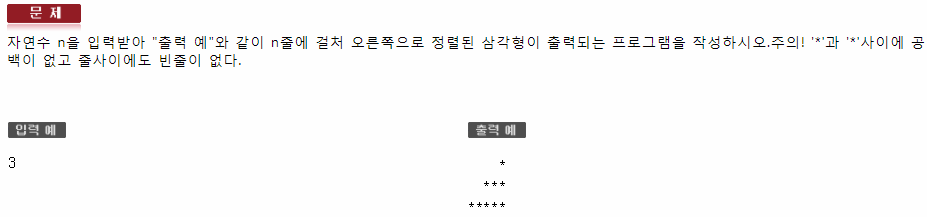 문 제
자연수 n을 입력받아 "출력 예"와 같이 n줄에 걸쳐 오른쪽으로 정렬된 삼각형이 출력되는 프로그램을 작성하시오.주의! '*'과 '*'사이에 공
백이 없고 줄사이에도 빈줄이 없다.
입력 예
출력 예
3
*
***
*****